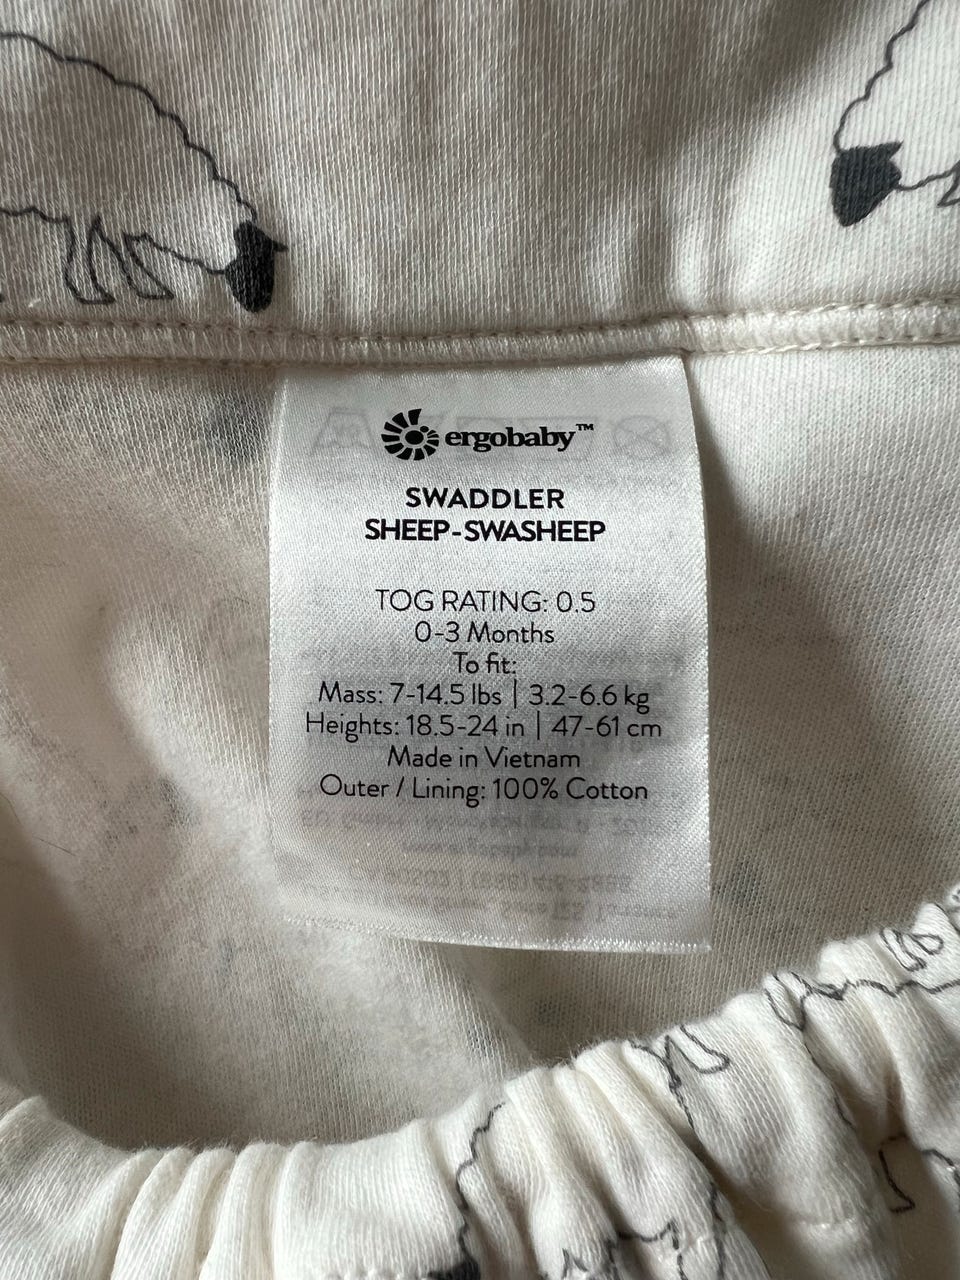 ergobaby™
SWADDLER
SHEEP-SWASHEEP
TOG RATING: 0.5
0-3 Months
To fit:
Mass: 7-14.5 lbs | 3.2-6.6 kg
Heights: 18.5-24 in | 47-61 cm
Made in Vietnam
Outer / Lining: 100% Cotton